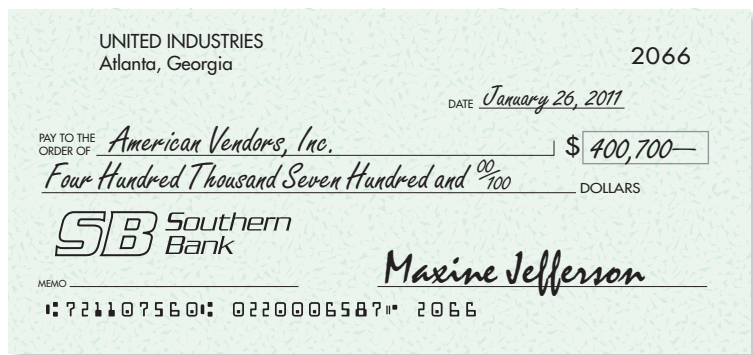 UNITED INDUSTRIES
Atlanta, Georgia
2066
DATE January 26, 2011
PAY TO THE
ORDER OF American Vendors, Inc. $ 400,700—
Four Hundred Thousand Seven Hundred and 00/100 DOLLARS
SB Southern
Bank
Maxine Jefferson
MEMO
⑆721107560⑆ 0220006587⑈ 2066